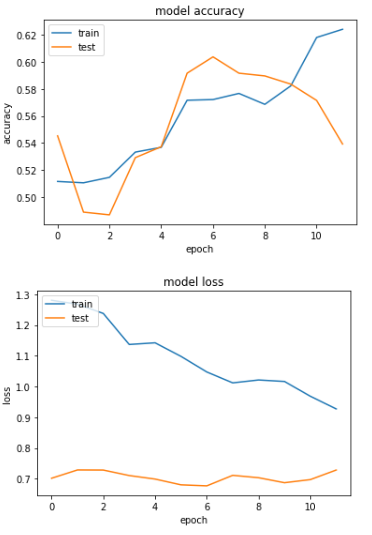 model accuracy
0.62
0.60
0.58
0.56
0.54
0.52
0.50
accuracy
train
test
0 2 4 6 8 10
epoch
model loss
1.3
1.2
1.1
1.0
0.9
0.8
0.7
loss
train
test
0 2 4 6 8 10
epoch